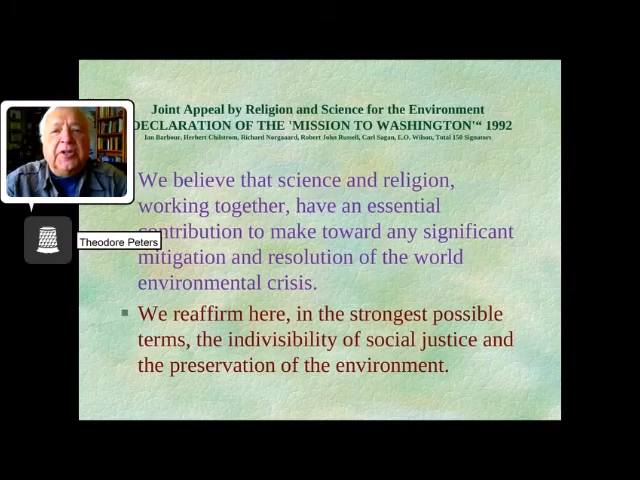 Joint Appeal by Religion and Science for the Environment
DECLARATION OF THE 'MISSION TO WASHINGTON'“ 1992
Ian Barbour, Herbert Chilstrom, Richard Norgaard, Robert John Russell, Carl Sagan, E.O. Wilson, Total 150 Signators
We believe that science and religion,
working together, have an essential
contribution to make toward any significant
mitigation and resolution of the world
environmental crisis.
We reaffirm here, in the strongest possible
terms, the indivisibility of social justice and
the preservation of the environment.
Theodore Peters